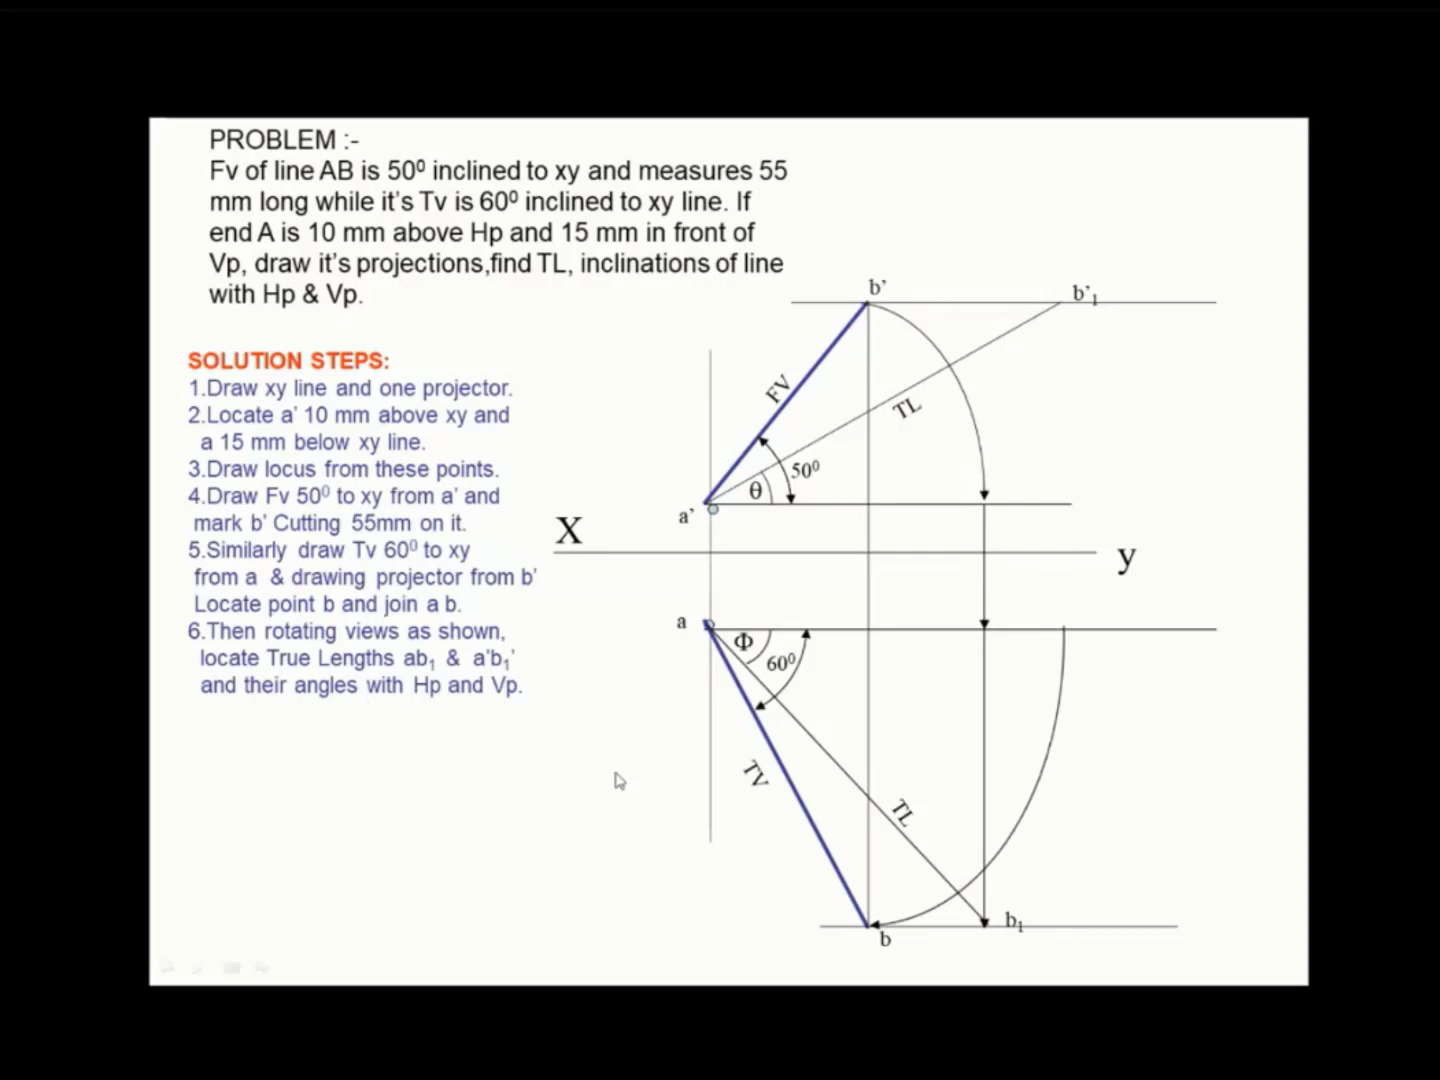 PROBLEM :-
Fv of line AB is 50⁰ inclined to xy and measures 55
mm long while it's Tv is 60⁰ inclined to xy line. If
end A is 10 mm above Hp and 15 mm in front of
Vp, draw it's projections,find TL, inclinations of line
with Hp & Vp.
SOLUTION STEPS:
1.Draw xy line and one projector.
2.Locate a' 10 mm above xy and
a 15 mm below xy line.
3.Draw locus from these points.
4.Draw Fv 50⁰ to xy from a' and
mark b' Cutting 55mm on it.
5.Similarly draw Tv 60⁰ to xy
from a & drawing projector from b'
Locate point b and join a b.
6.Then rotating views as shown,
locate True Lengths ab₁ & a'b₁'
and their angles with Hp and Vp.
b'
b'₁
FV
TL
50⁰
θ
a'
X
y
a
Φ
60⁰
TV
TL
b₁
b